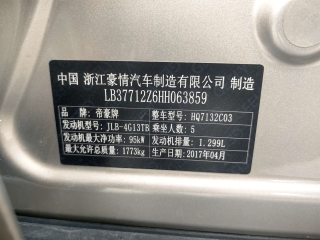 中国 浙江豪情汽车制造有限公司 制造
LB37712Z6HH063859
品牌：帝豪牌 整车型号：HQ7132C03
发动机型号：JLB-4G13TB 乘坐人数：5
发动机最大净功率：95kW 发动机排量：1.299L
最大允许总质量：1773kg 生产日期：2017年04月